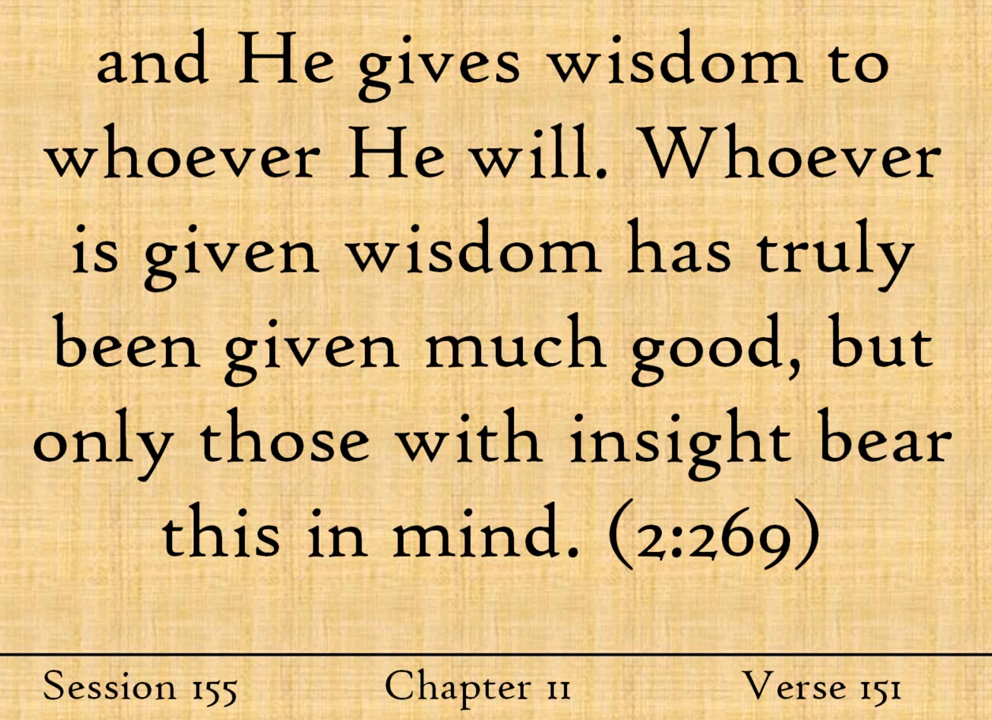 and He gives wisdom to
whoever He will. Whoever
is given wisdom has truly
been given much good, but
only those with insight bear
this in mind. (2:269)
Session 155 Chapter 11 Verse 151